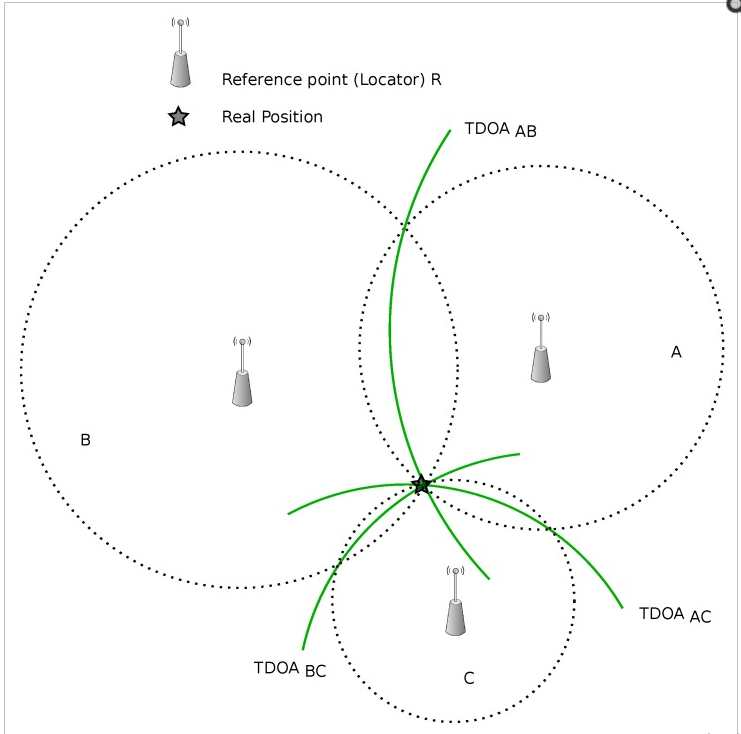 Reference point (Locator) R
Real Position
TDOA AB
A
B
TDOA AC
TDOA BC
C